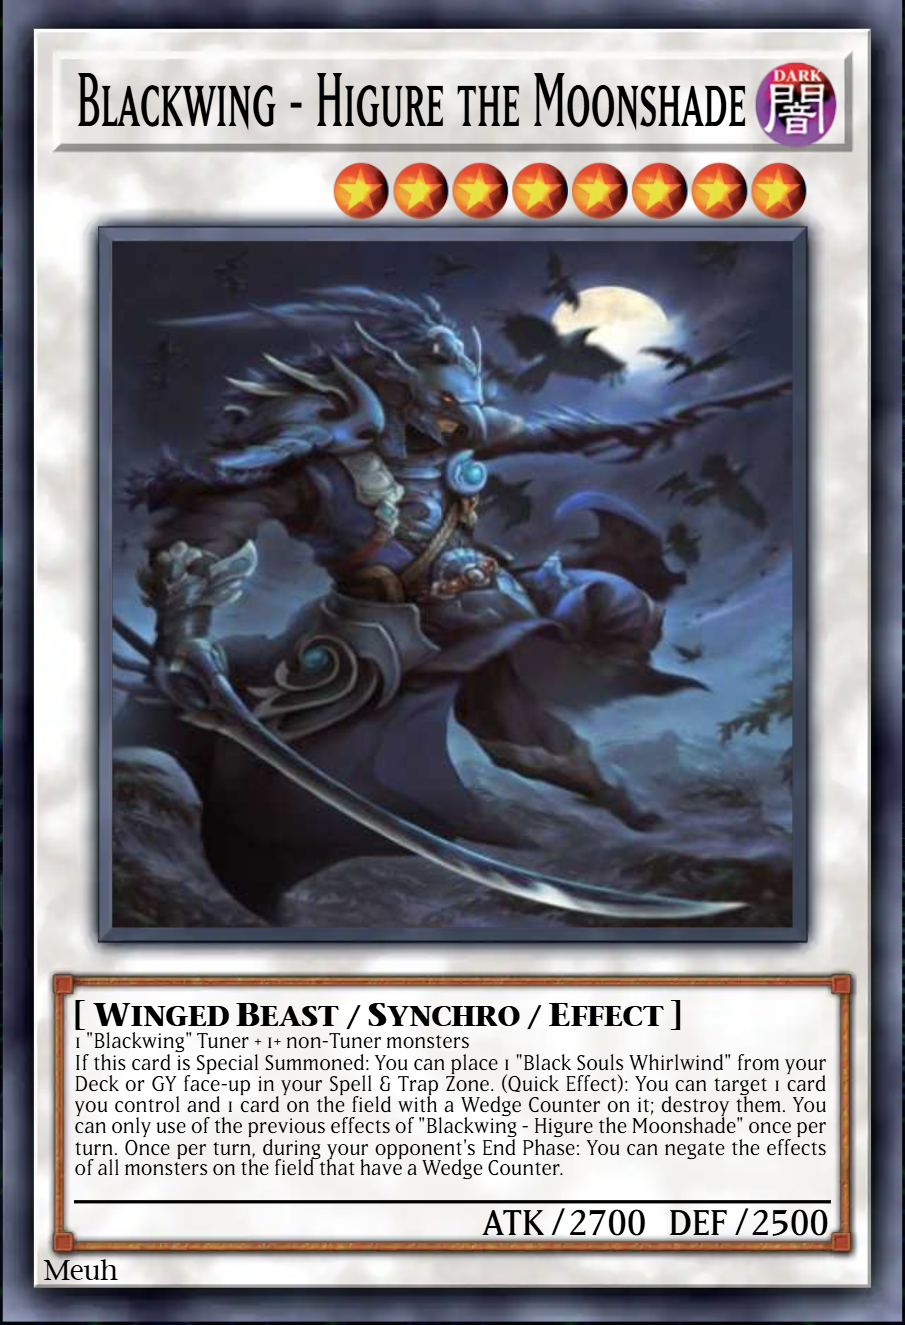 Blackwing - Higure the Moonshade
DARK
闇
[ Winged Beast / Synchro / Effect ]
1 "Blackwing" Tuner + 1+ non-Tuner monsters
If this card is Special Summoned: You can place 1 "Black Souls Whirlwind" from your
Deck or GY face-up in your Spell & Trap Zone. (Quick Effect): You can target 1 card
you control and 1 card on the field with a Wedge Counter on it; destroy them. You
can only use of the previous effects of "Blackwing - Higure the Moonshade" once per
turn. Once per turn, during your opponent's End Phase: You can negate the effects
of all monsters on the field that have a Wedge Counter.
ATK / 2700 DEF / 2500
Meuh